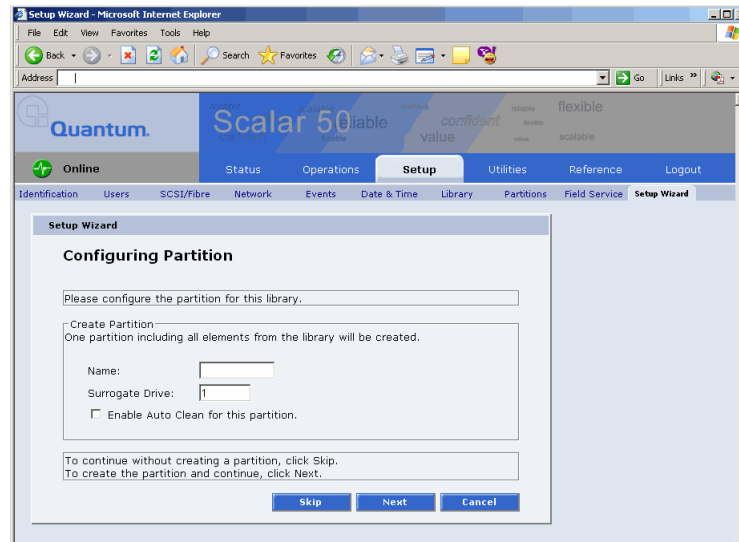 Setup Wizard - Microsoft Internet Explorer
File Edit View Favorites Tools Help
Back Search Favorites
Address Go Links »
Quantum.
Scalar 50
reliable
confident
value
reliable
flexible
value
flexible
scalable
Online Status Operations Setup Utilities Reference Logout
Identification Users SCSI/Fibre Network Events Date & Time Library Partitions Field Service Setup Wizard
Setup Wizard
Configuring Partition
Please configure the partition for this library.
Create Partition
One partition including all elements from the library will be created.
Name:
Surrogate Drive: 1
Enable Auto Clean for this partition.
To continue without creating a partition, click Skip.
To create the partition and continue, click Next.
Skip Next Cancel